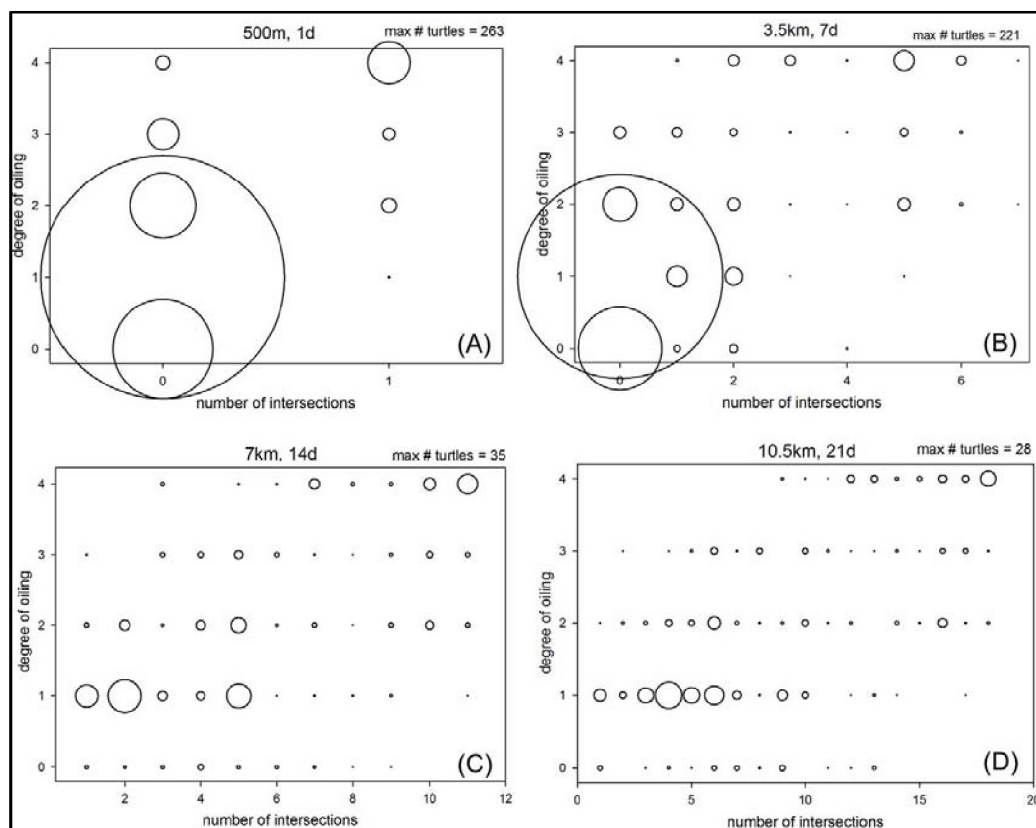 500m, 1d
max # turtles = 263
4
3
2
1
0
degree of oiling
(A)
0 1
number of intersections
3.5km, 7d
max # turtles = 221
4
3
2
1
0
degree of oiling
(B)
0 2 4 6
number of intersections
7km, 14d
max # turtles = 35
4
3
2
1
0
degree of oiling
(C)
2 4 6 8 10 12
number of intersections
10.5km, 21d
max # turtles = 28
4
3
2
1
0
degree of oiling
(D)
0 5 10 15 20
number of intersections